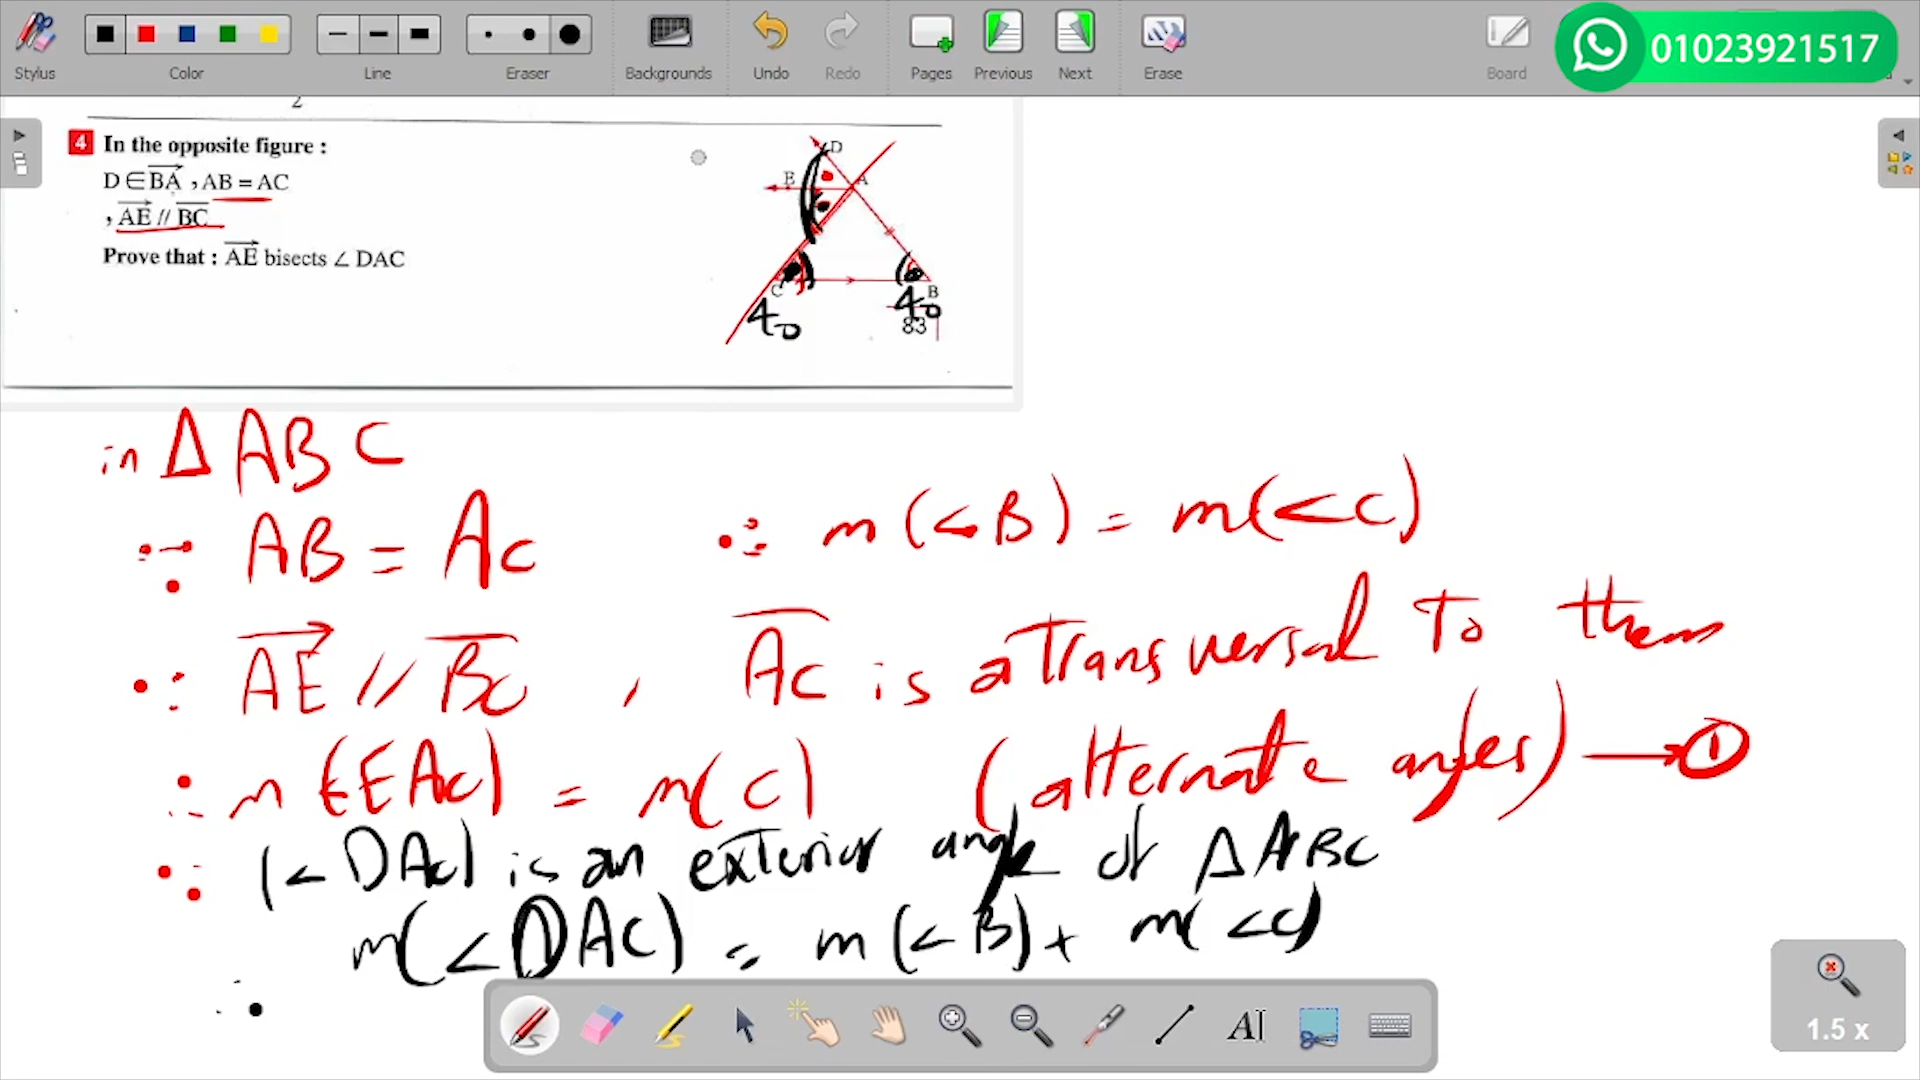 Stylus Color Line Eraser Backgrounds Undo Redo Pages Previous Next Erase Board
01023921517
2
4 In the opposite figure :
D ∈ BA , AB = AC
, AE // BC
Prove that : AE bisects ∠ DAC
D
E A
C B
40 40
83
in Δ ABC
∵ AB = AC ∴ m(<B) = m(<C)
∵ AE // BC , AC is a transversal to them
∴ m(<EAC) = m(C) (alternate angles) → 1
∵ (<DAC) is an exterior angle of Δ ABC
∴ m(<DAC) = m(<B) + m(<C)
1.5 x